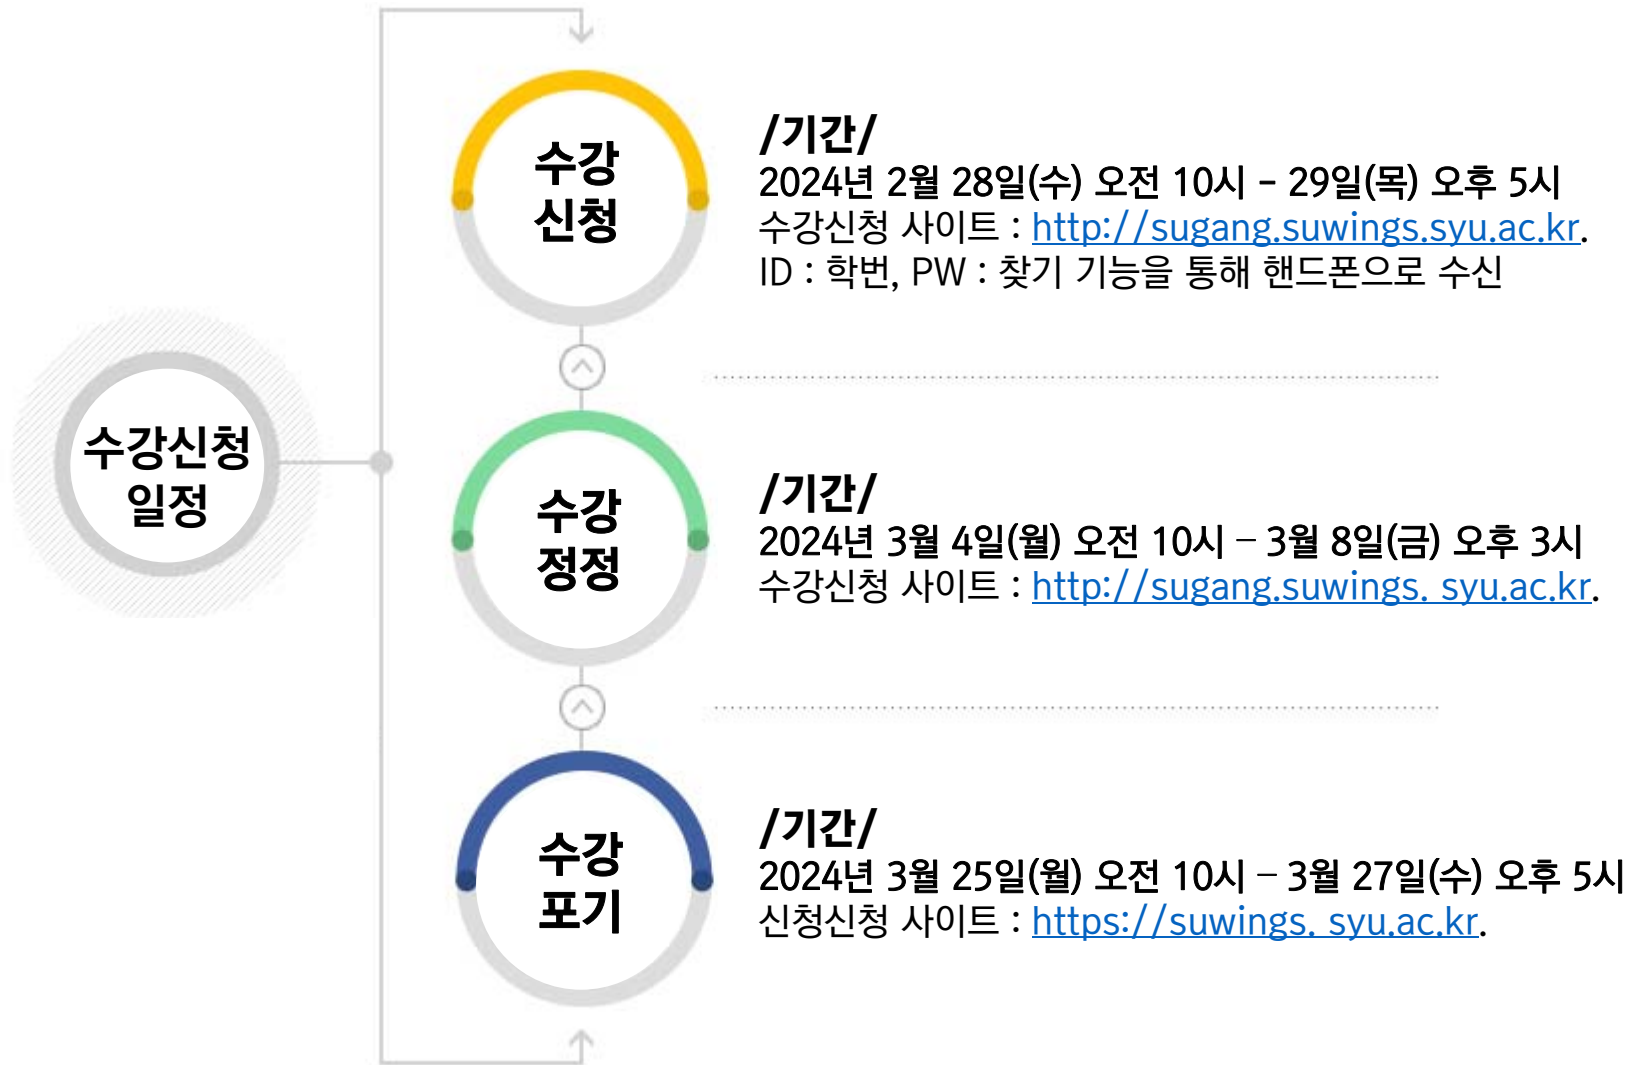 수강신청
일정
수강
신청
/기간/
2024년 2월 28일(수) 오전 10시 - 29일(목) 오후 5시
수강신청 사이트 : http://sugang.suwings.syu.ac.kr.
ID : 학번, PW : 찾기 기능을 통해 핸드폰으로 수신
수강
정정
/기간/
2024년 3월 4일(월) 오전 10시 – 3월 8일(금) 오후 3시
수강신청 사이트 : http://sugang.suwings. syu.ac.kr.
수강
포기
/기간/
2024년 3월 25일(월) 오전 10시 – 3월 27일(수) 오후 5시
신청신청 사이트 : https://suwings. syu.ac.kr.